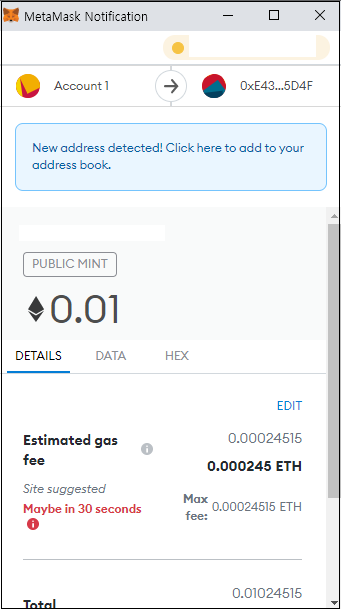 MetaMask Notification
Account 1
0xE43...5D4F
New address detected! Click here to add to your
address book.
PUBLIC MINT
0.01
DETAILS
DATA
HEX
EDIT
Estimated gas
fee
0.00024515
0.000245 ETH
Site suggested
Maybe in 30 seconds
Max
fee:
0.00024515 ETH
Total
0.01024515